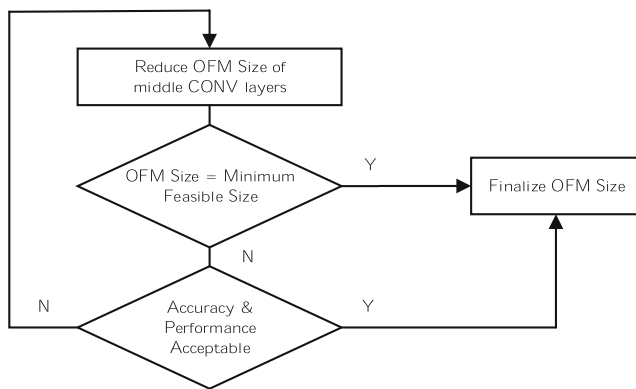 Reduce OFM Size of
middle CONV layers
OFM Size = Minimum
Feasible Size
Y
Finalize OFM Size
N
N
Accuracy &
Performance
Acceptable
Y